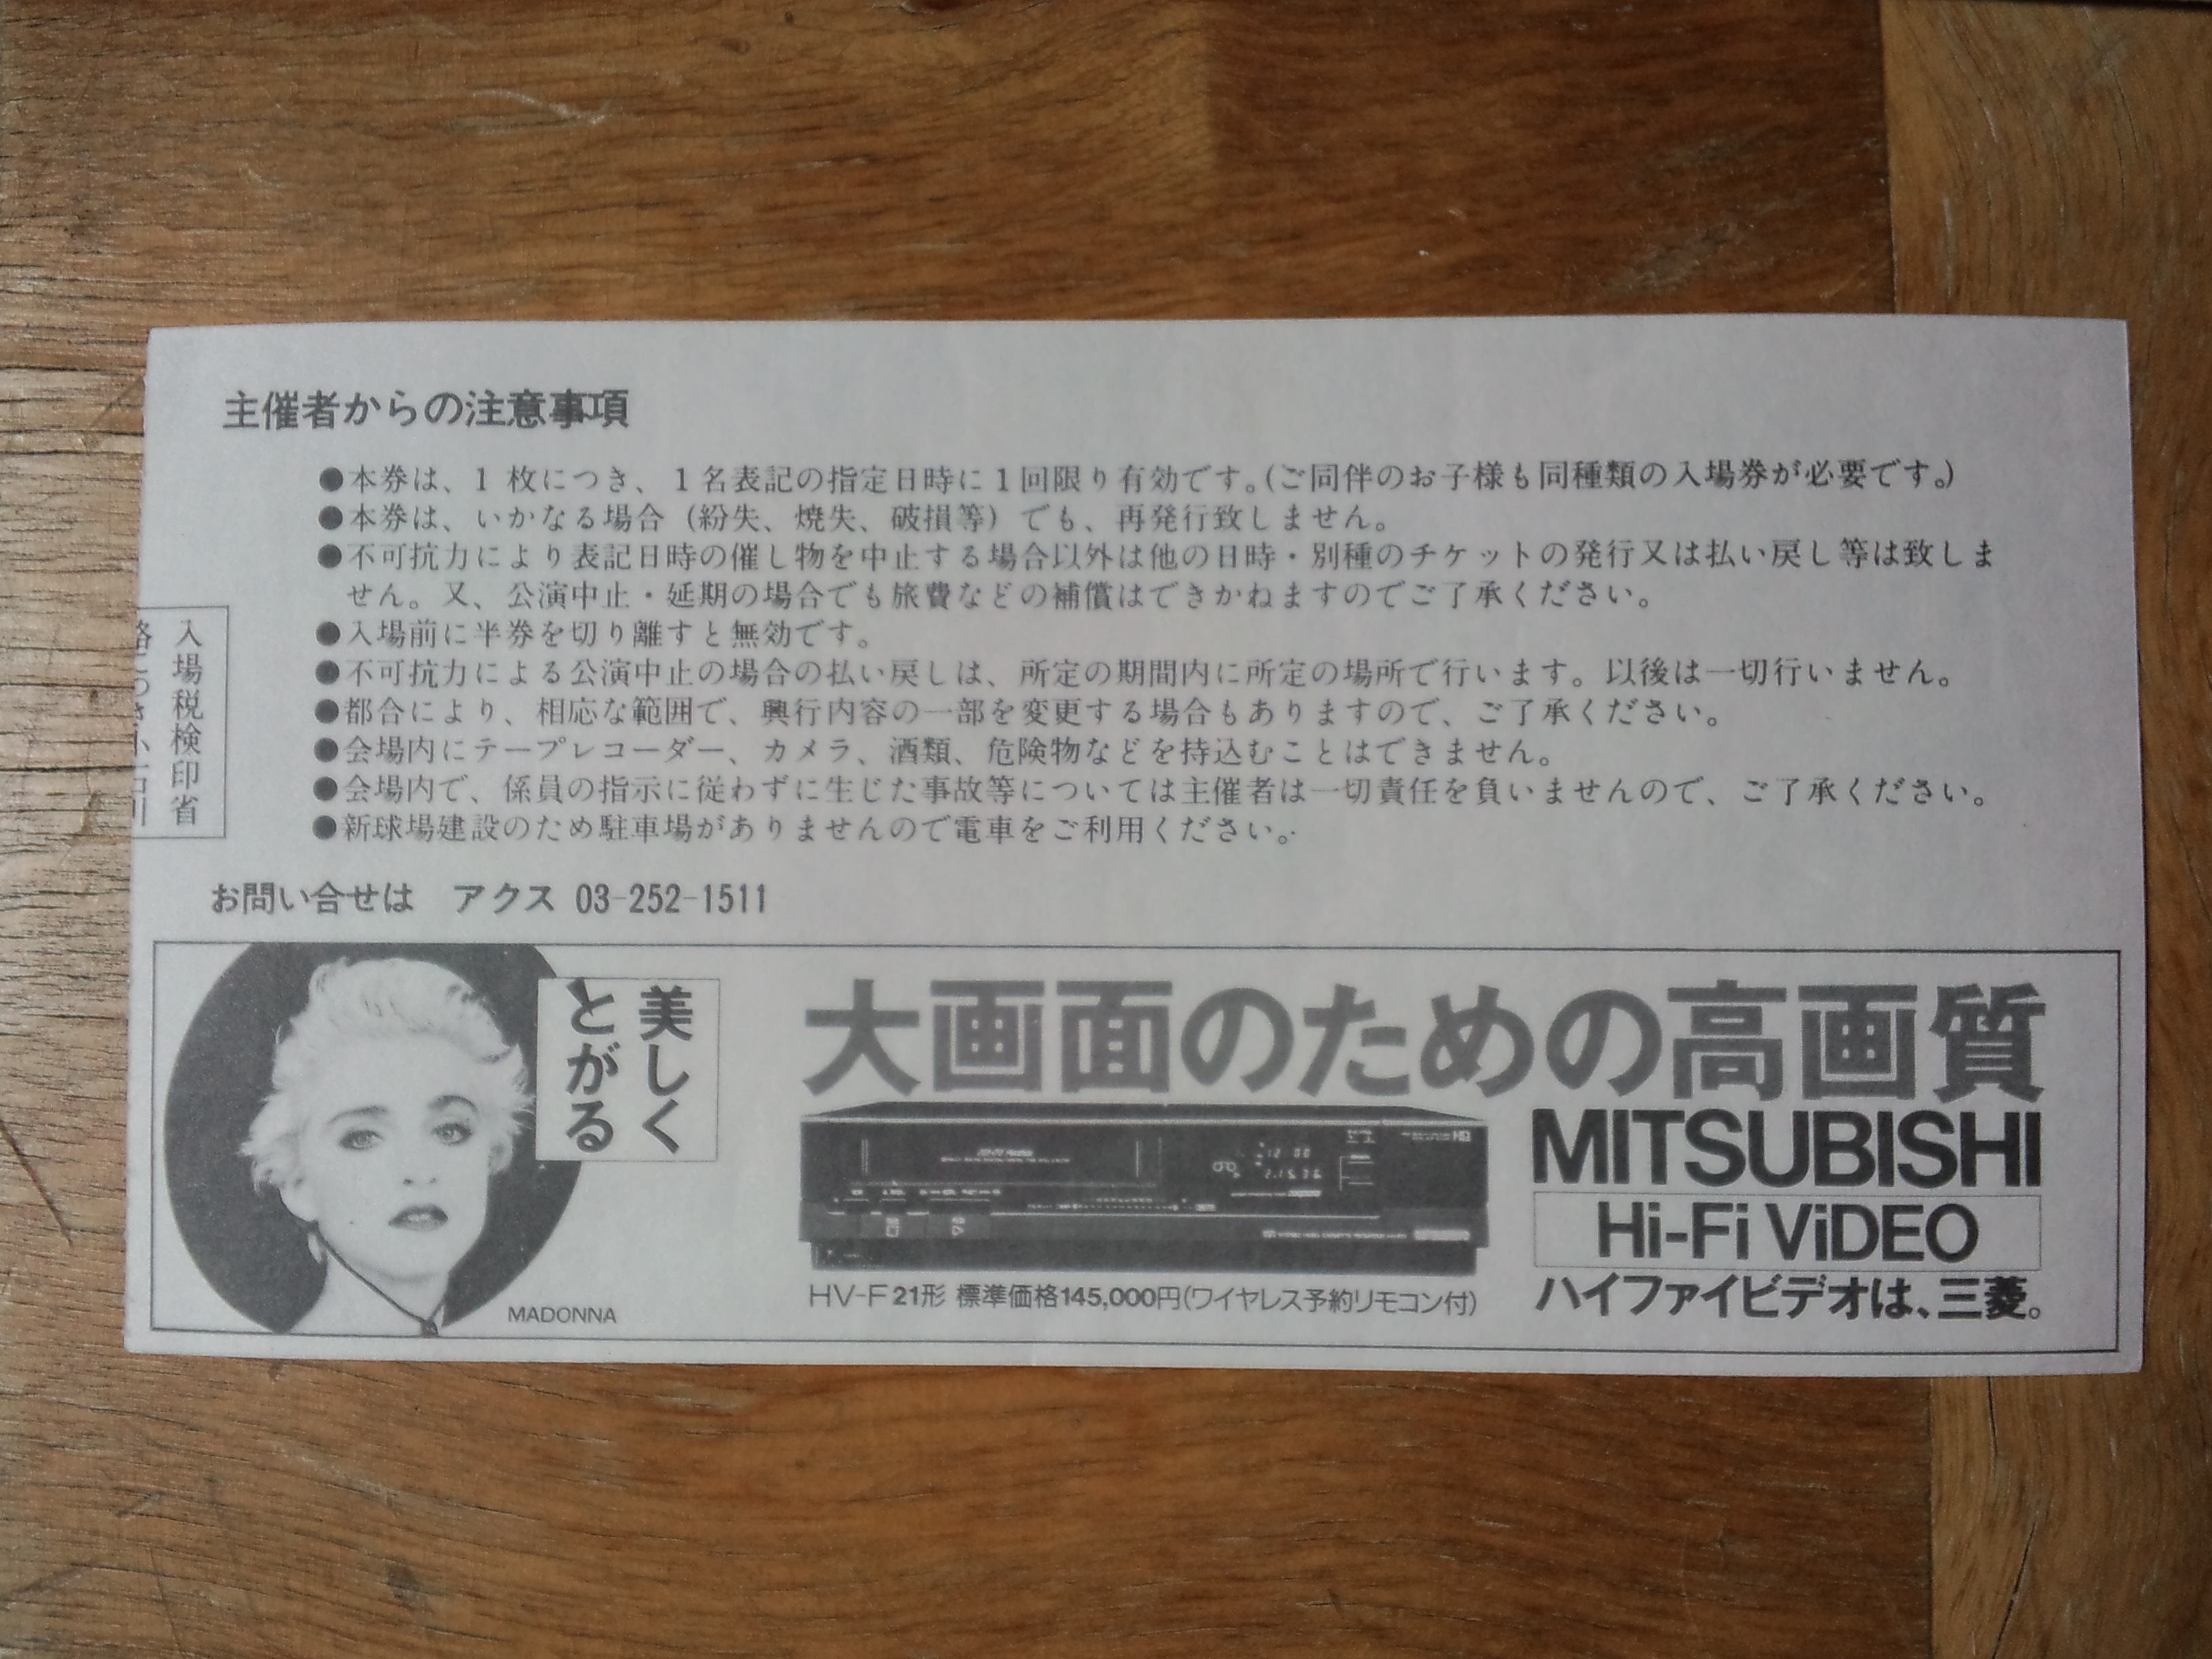 主催者からの注意事項
●本券は、1 枚につき、1名表記の指定日時に1回限り有効です。(ご同伴のお子様も同種類の入場券が必要です。)
●本券は、いかなる場合(紛失、焼失、破損等)でも、再発行致しません。
●不可抗力により表記日時の催し物を中止する場合以外は他の日時・別種のチケットの発行又は払い戻し等は致しま
せん。又、公演中止・延期の場合でも旅費などの補償はできかねますのでご了承ください。
●入場前に半券を切り離すと無効です。
●不可抗力による公演中止の場合の払い戻しは、所定の期間内に所定の場所で行います。以後は一切行いません。
●都合により、相応な範囲で、興行内容の一部を変更する場合もありますので、ご了承ください。
●会場内にテープレコーダー、カメラ、酒類、危険物などを持込むことはできません。
●会場内で、係員の指示に従わずに生じた事故等については主催者は一切責任を負いませんので、ご了承ください。
●新球場建設のため駐車場がありませんので電車をご利用ください。
入場税検印省
お問い合せは アクス 03-252-1511
美しく
とがる
MADONNA
大画面のための高画質
HV-F21形 標準価格145,000円(ワイヤレス予約リモコン付)
MITSUBISHI
Hi-Fi ViDEO
ハイファイビデオは、三菱。